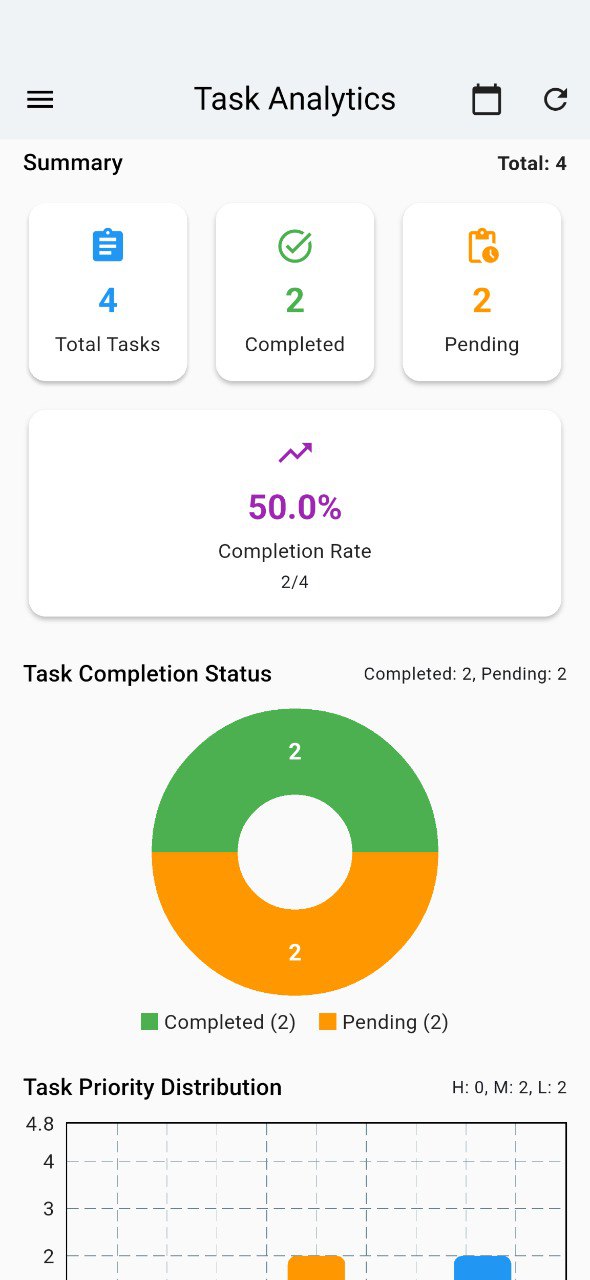 Task Analytics
Summary
Total: 4
4
2
2
Total Tasks
Completed
Pending
50.0%
Completion Rate
2/4
Task Completion Status
Completed: 2, Pending: 2
2
2
Completed (2)
Pending (2)
Task Priority Distribution
H: 0, M: 2, L: 2
4.8
4
3
2